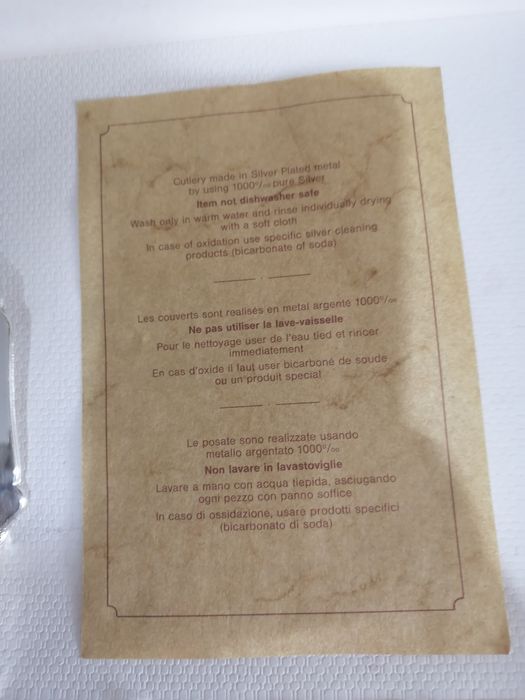 Cutlery made in Silver Plated metal
by using 1000°/₀₀ pure Silver
Item not dishwasher safe
Wash only in warm water and rinse individually drying
with a soft cloth
In case of oxidation use specific silver cleaning
products (bicarbonate of soda)
Les couverts sont realisés en metal argente 1000°/₀₀
Ne pas utiliser la lave-vaisselle
Pour le nettoyage user de l'eau tied et rincer
immediatement
En cas d'oxide il faut user bicarboné de soude
ou un produit special
Le posate sono realizzate usando
metallo argentato 1000°/₀₀
Non lavare in lavastoviglie
Lavare a mano con acqua tiepida, asciugando
ogni pezzo con panno soffice
In caso di ossidazione, usare prodotti specifici
(bicarbonato di soda)